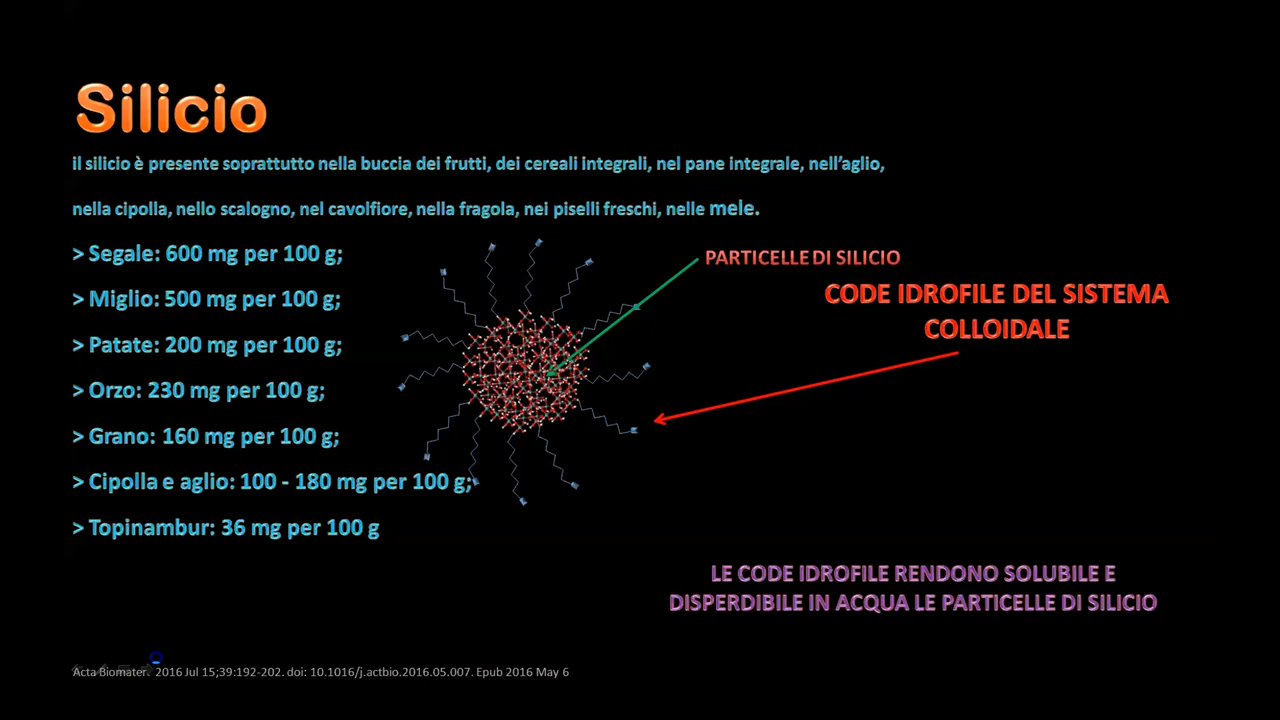 Silicio
il silicio è presente soprattutto nella buccia dei frutti, dei cereali integrali, nel pane integrale, nell'aglio,
nella cipolla, nello scalogno, nel cavolfiore, nella fragola, nei piselli freschi, nelle mele.
> Segale: 600 mg per 100 g;
> Miglio: 500 mg per 100 g;
> Patate: 200 mg per 100 g;
> Orzo: 230 mg per 100 g;
> Grano: 160 mg per 100 g;
> Cipolla e aglio: 100 - 180 mg per 100 g;
> Topinambur: 36 mg per 100 g
PARTICELLE DI SILICIO
CODE IDROFILE DEL SISTEMA
COLLOIDALE
LE CODE IDROFILE RENDONO SOLUBILE E
DISPERDIBILE IN ACQUA LE PARTICELLE DI SILICIO
Acta Biomater. 2016 Jul 15;39:192-202. doi: 10.1016/j.actbio.2016.05.007. Epub 2016 May 6